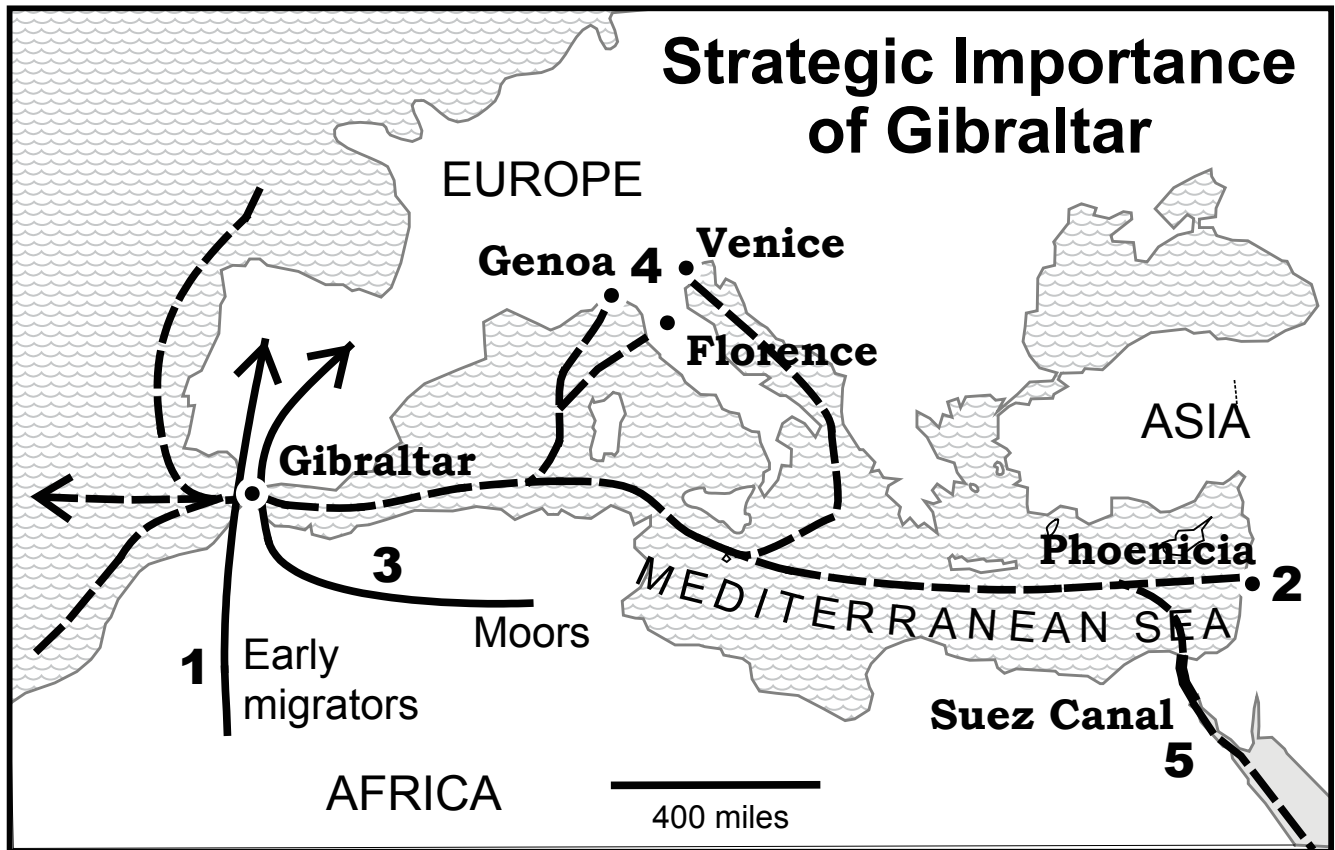 Strategic Importance
of Gibraltar
EUROPE
Genoa
4
Venice
Florence
ASIA
Gibraltar
Phoenicia
2
3
Moors
MEDITERRANEAN SEA
1
Early
migrators
Suez Canal
5
AFRICA
400 miles